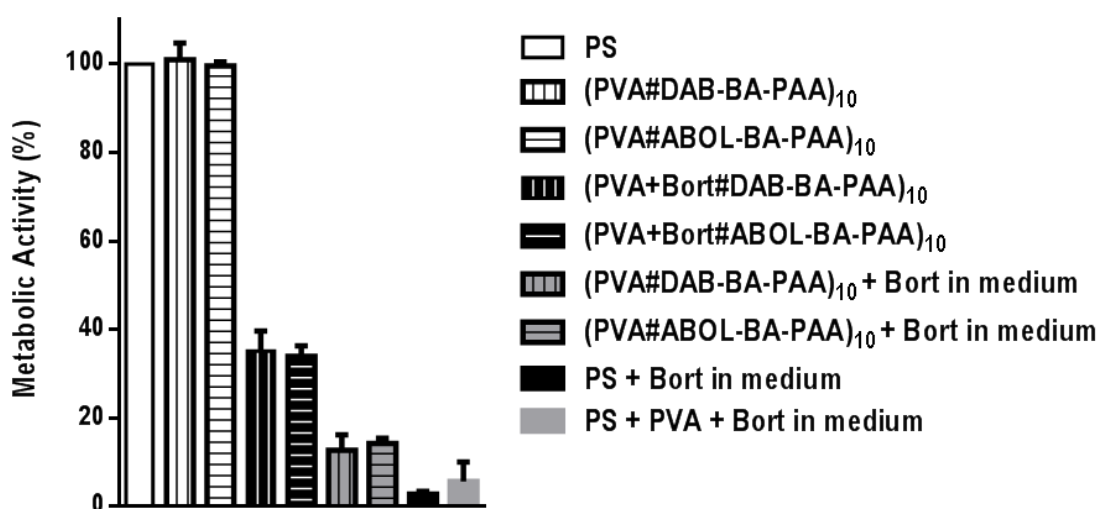 Metabolic Activity (%)
100
80
60
40
20
0
PS
(PVA#DAB-BA-PAA)10
(PVA#ABOL-BA-PAA)10
(PVA+Bort#DAB-BA-PAA)10
(PVA+Bort#ABOL-BA-PAA)10
(PVA#DAB-BA-PAA)10 + Bort in medium
(PVA#ABOL-BA-PAA)10 + Bort in medium
PS + Bort in medium
PS + PVA + Bort in medium